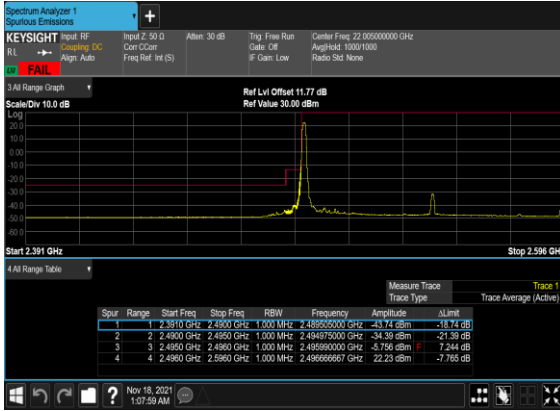 Spectrum Analyzer 1
Spurious Emissions
+
KEYSIGHT Input: RF Input Z: 50 Ω Atten: 30 dB Trig: Free Run Center Freq: 22.005000000 GHz
RL Coupling: DC Corr CCorr Gate: Off Avg|Hold: 1000/1000
Align: Auto Freq Ref: Int (S) IF Gain: Low Radio Std: None
FAIL
3 All Range Graph
Ref Lvl Offset 11.77 dB
Scale/Div 10.0 dB Ref Value 30.00 dBm
Log
20.0
10.0
0.00
-10.0
-20.0
-30.0
-40.0
-50.0
-60.0
Start 2.391 GHz Stop 2.596 GH
4 All Range Table
Measure Trace Trace 1
Trace Type Trace Average (Active)
Spur Range Start Freq Stop Freq RBW Frequency Amplitude ΔLimit
1 1 2.3910 GHz 2.4900 GHz 1.000 MHz 2.489505000 GHz -43.74 dBm -18.74 dB
2 2 2.4900 GHz 2.4950 GHz 1.000 MHz 2.494975000 GHz -34.39 dBm -21.39 dB
3 3 2.4950 GHz 2.4960 GHz 1.000 MHz 2.495990000 GHz -5.756 dBm F 7.244 dB
4 4 2.4960 GHz 2.5960 GHz 1.000 MHz 2.496666667 GHz 22.23 dBm -7.765 dB
? Nov 18, 2021
1:07:59 AM